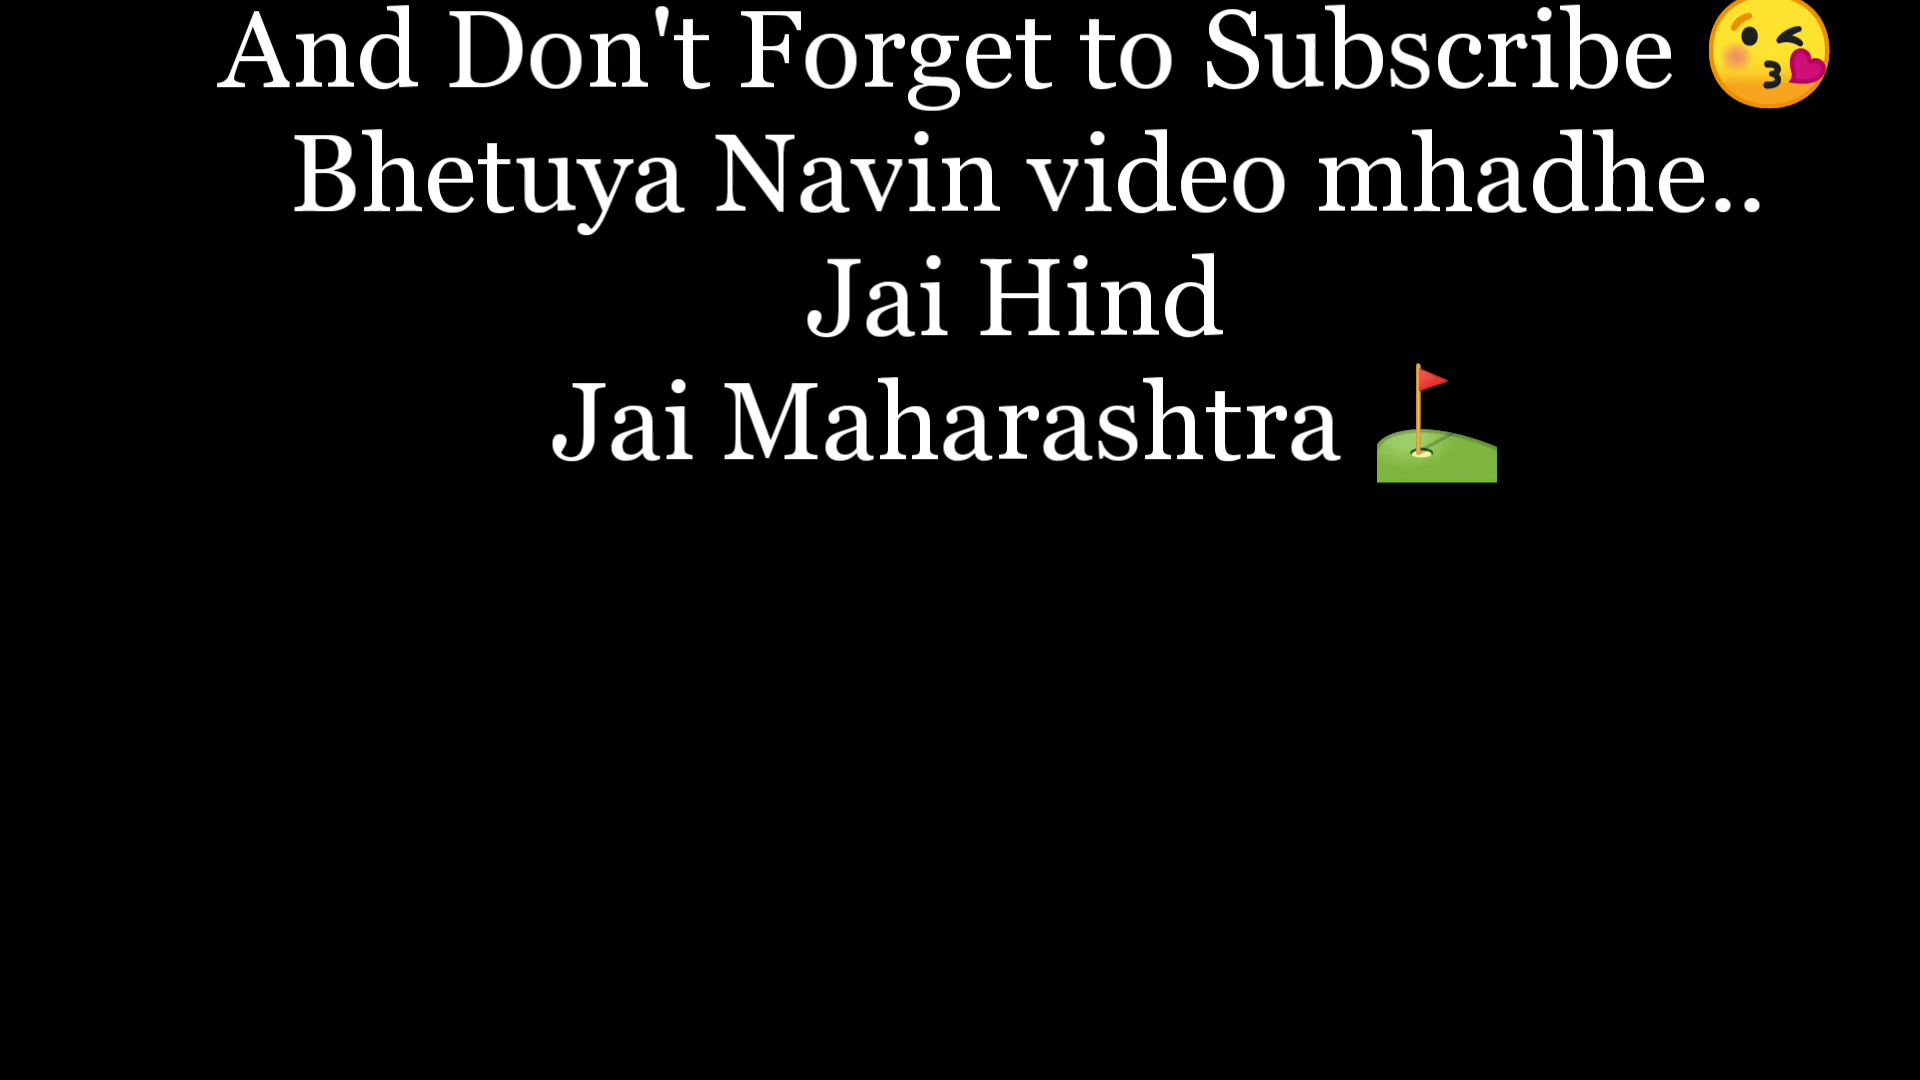 And Don't Forget to Subscribe 😘
Bhetuya Navin video mhadhe..
Jai Hind
Jai Maharashtra ⛳